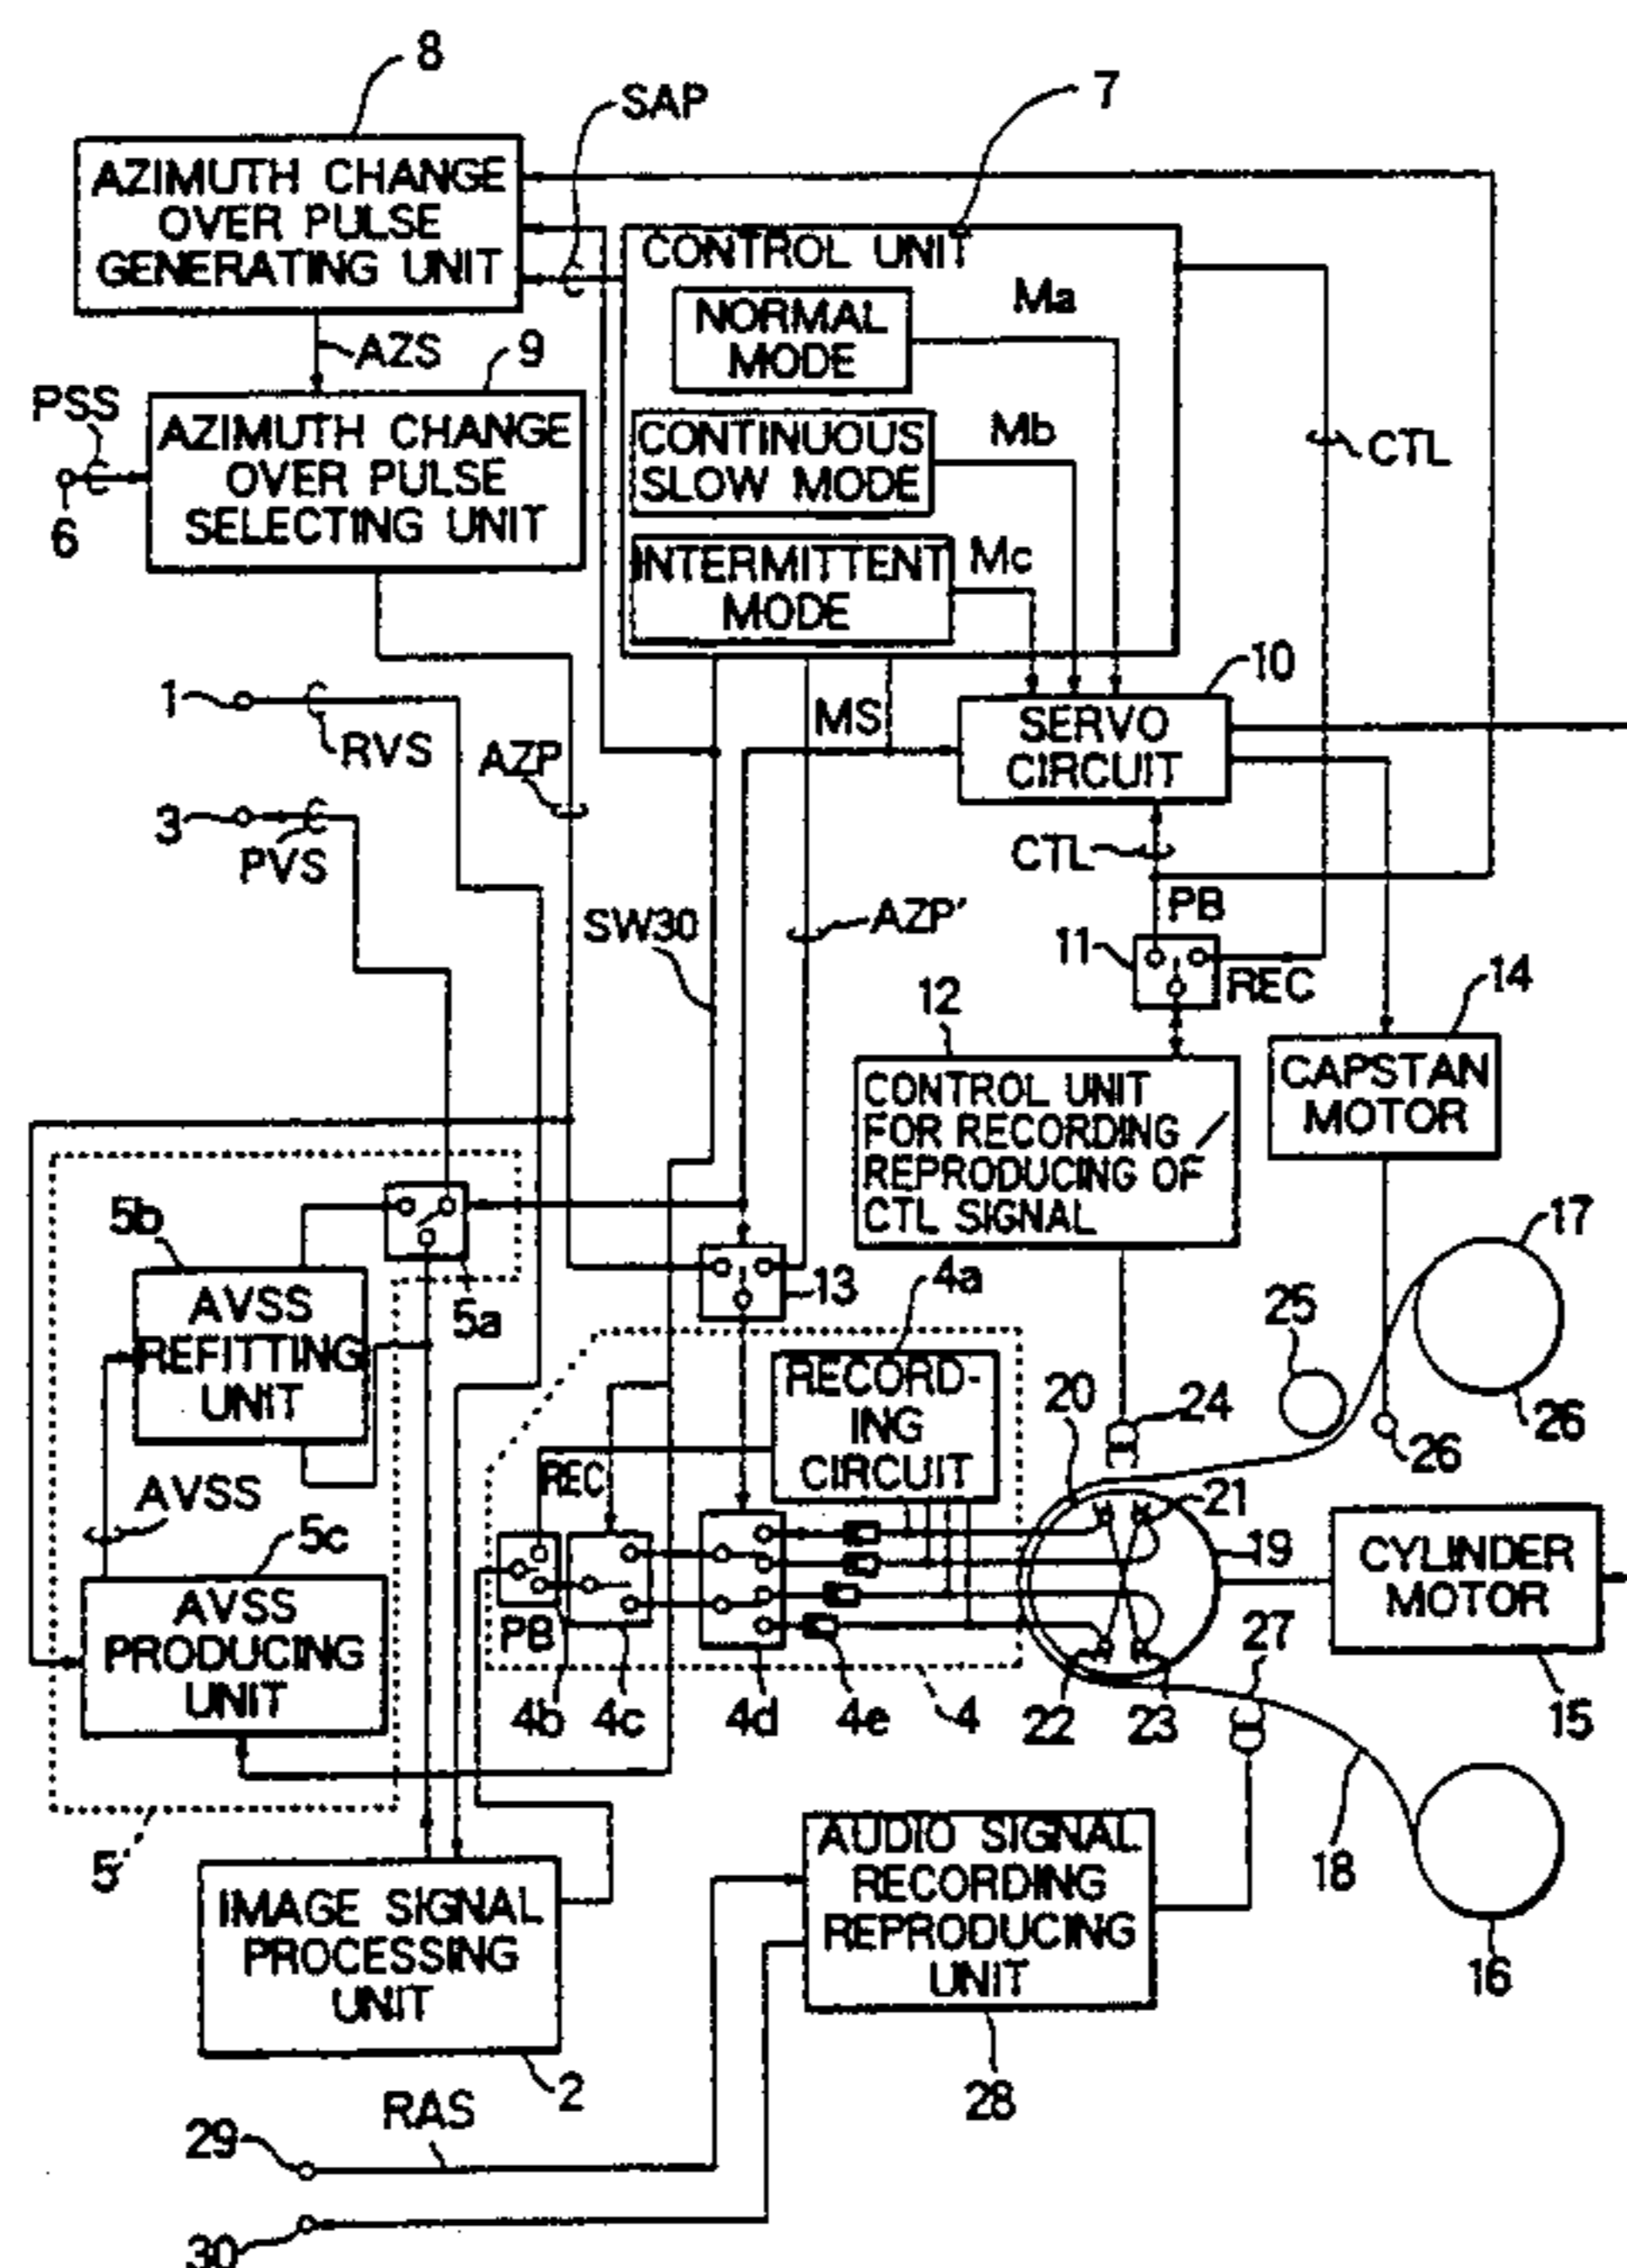 8
SAP
7
AZIMUTH CHANGE
OVER PULSE
GENERATING UNIT
CONTROL UNIT
Ma
NORMAL
MODE
AZS
9
PSS
AZIMUTH CHANGE
OVER PULSE
SELECTING UNIT
6
CONTINUOUS
SLOW MODE
Mb
CTL
INTERMITTENT
MODE
Mc
10
1
RVS
MS
SERVO
CIRCUIT
AZP
3
PVS
CTL
PB
SW30
AZP'
11
REC
12
14
CONTROL UNIT
FOR RECORDING /
REPRODUCING OF
CTL SIGNAL
CAPSTAN
MOTOR
5b
17
AVSS
REFITTING
UNIT
5a
13
4a
25
RECORD-
ING
CIRCUIT
20
24
26
26
REC
21
AVSS
5c
19
CYLINDER
MOTOR
AVSS
PRODUCING
UNIT
PB
27
4b
4c
4d
4e
4
22
23
15
5
18
AUDIO SIGNAL
RECORDING
REPRODUCING
UNIT
IMAGE SIGNAL
PROCESSING
UNIT
16
2
28
RAS
29
30